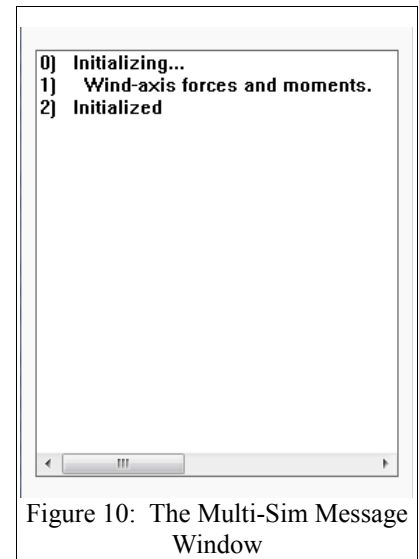 0) Initializing...
1) Wind-axis forces and moments.
2) Initialized
Figure 10: The Multi-Sim Message
Window